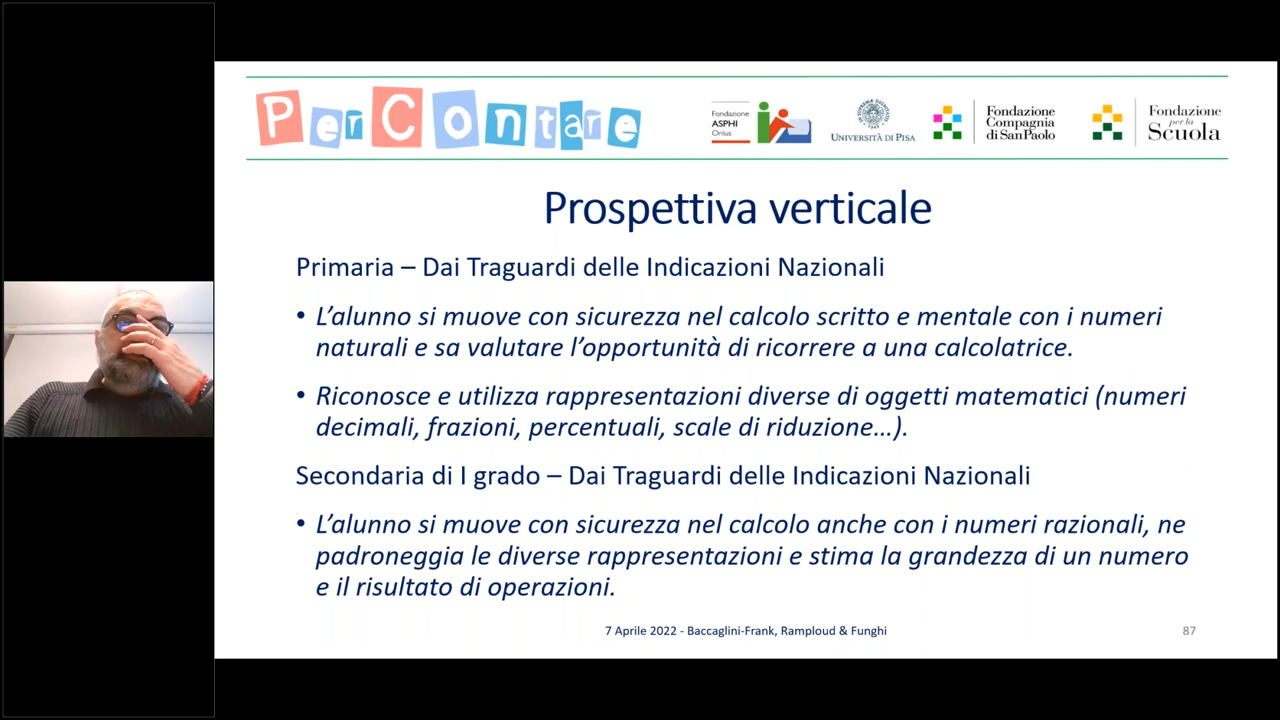 PerContare
Fondazione
ASPHI
Onlus
UNIVERSITÀ DI PISA
Fondazione
Compagnia
di San Paolo
Fondazione
per la
Scuola
Prospettiva verticale
Primaria – Dai Traguardi delle Indicazioni Nazionali
• L’alunno si muove con sicurezza nel calcolo scritto e mentale con i numeri
naturali e sa valutare l’opportunità di ricorrere a una calcolatrice.
• Riconosce e utilizza rappresentazioni diverse di oggetti matematici (numeri
decimali, frazioni, percentuali, scale di riduzione…).
Secondaria di I grado – Dai Traguardi delle Indicazioni Nazionali
• L’alunno si muove con sicurezza nel calcolo anche con i numeri razionali, ne
padroneggia le diverse rappresentazioni e stima la grandezza di un numero
e il risultato di operazioni.
7 Aprile 2022 - Baccaglini-Frank, Ramploud & Funghi
87